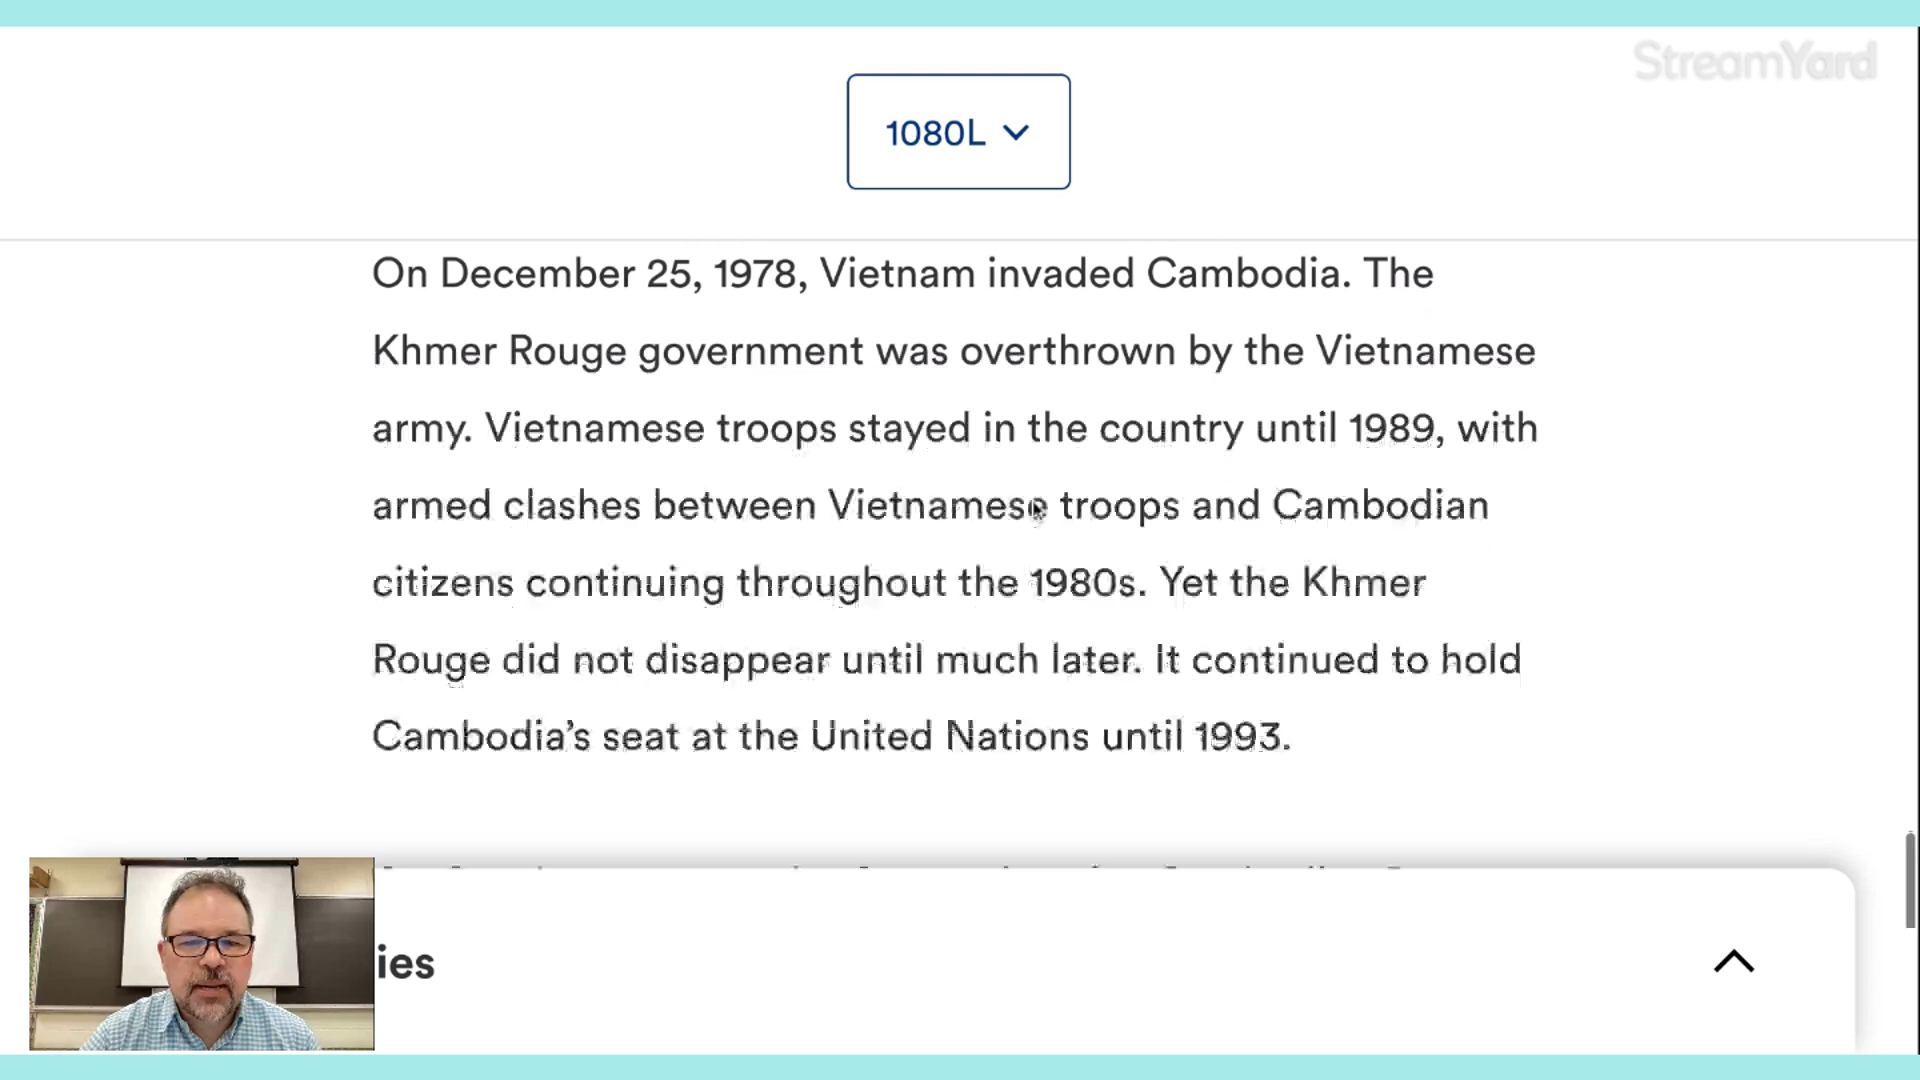 StreamYard
1080L
On December 25, 1978, Vietnam invaded Cambodia. The
Khmer Rouge government was overthrown by the Vietnamese
army. Vietnamese troops stayed in the country until 1989, with
armed clashes between Vietnamese troops and Cambodian
citizens continuing throughout the 1980s. Yet the Khmer
Rouge did not disappear until much later. It continued to hold
Cambodia’s seat at the United Nations until 1993.
ies